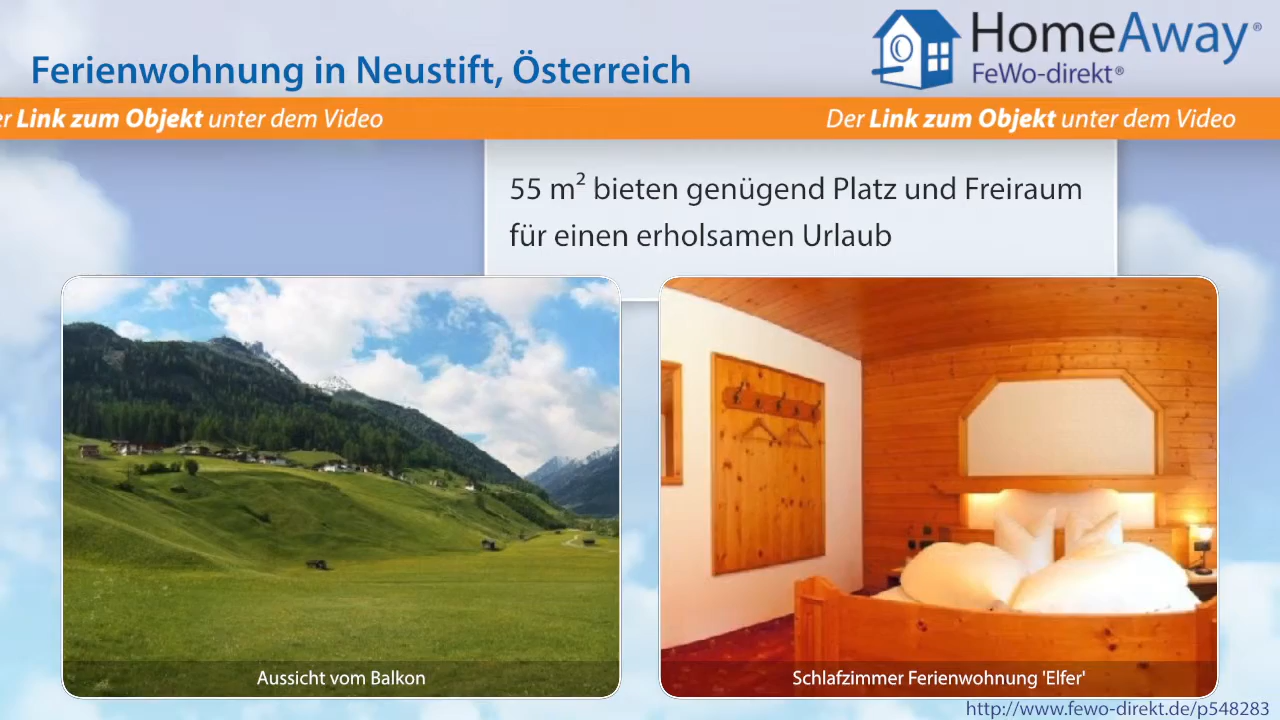 HomeAway®
FeWo-direkt®
Ferienwohnung in Neustift, Österreich
er Link zum Objekt unter dem Video
Der Link zum Objekt unter dem Video
55 m² bieten genügend Platz und Freiraum
für einen erholsamen Urlaub
Aussicht vom Balkon
Schlafzimmer Ferienwohnung 'Elfer'
http://www.fewo-direkt.de/p548283